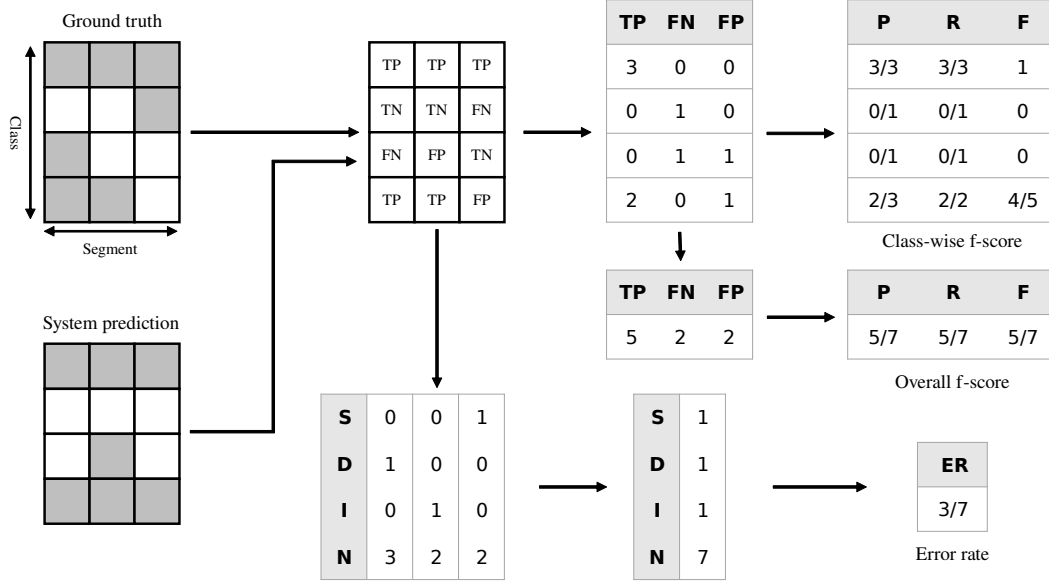 Ground truth
Class
Segment
System prediction
TP TP TP
TN TN FN
FN FP TN
TP TP FP
TP FN FP
3 0 0
0 1 0
0 1 1
2 0 1
P R F
3/3 3/3 1
0/1 0/1 0
0/1 0/1 0
2/3 2/2 4/5
Class-wise f-score
TP FN FP
5 2 2
P R F
5/7 5/7 5/7
Overall f-score
S 0 0 1
D 1 0 0
I 0 1 0
N 3 2 2
S 1
D 1
I 1
N 7
ER
3/7
Error rate